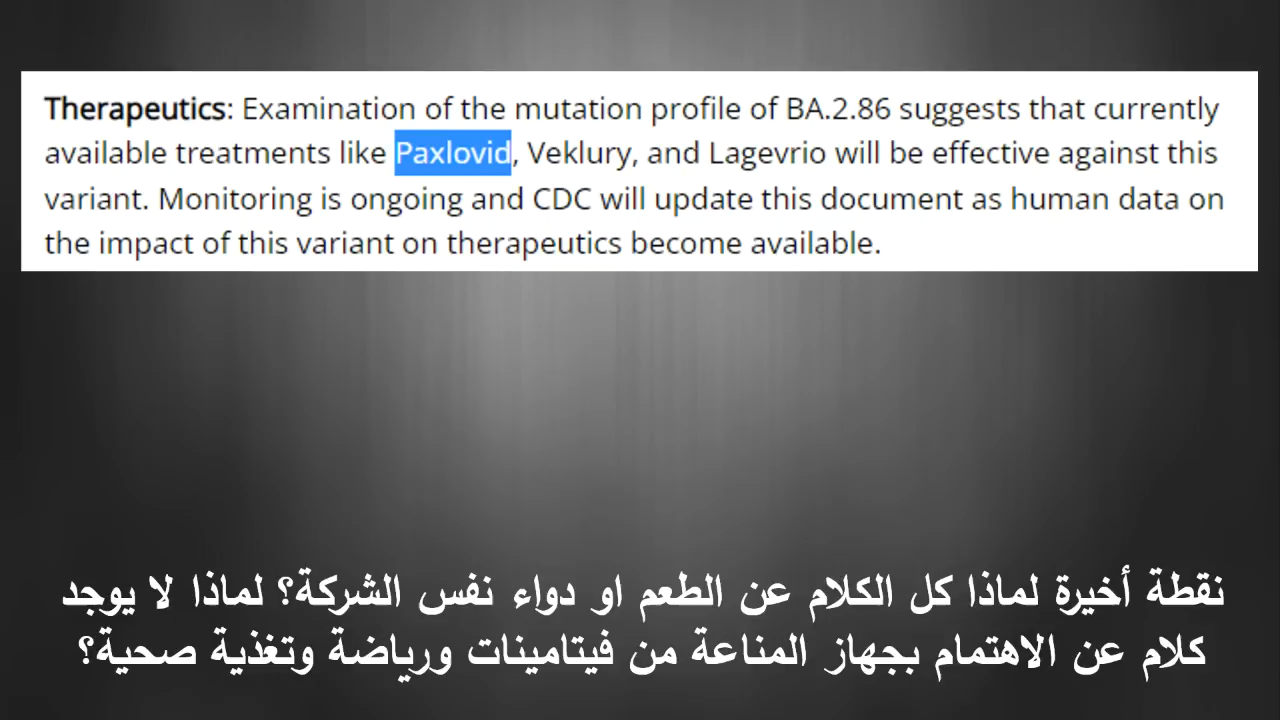 Therapeutics: Examination of the mutation profile of BA.2.86 suggests that currently
available treatments like Paxlovid, Veklury, and Lagevrio will be effective against this
variant. Monitoring is ongoing and CDC will update this document as human data on
the impact of this variant on therapeutics become available.
نقطة أخيرة لماذا كل الكلام عن الطعم او دواء نفس الشركة؟ لماذا لا يوجد
كلام عن الاهتمام بجهاز المناعة من فيتامينات ورياضة وتغذية صحية؟